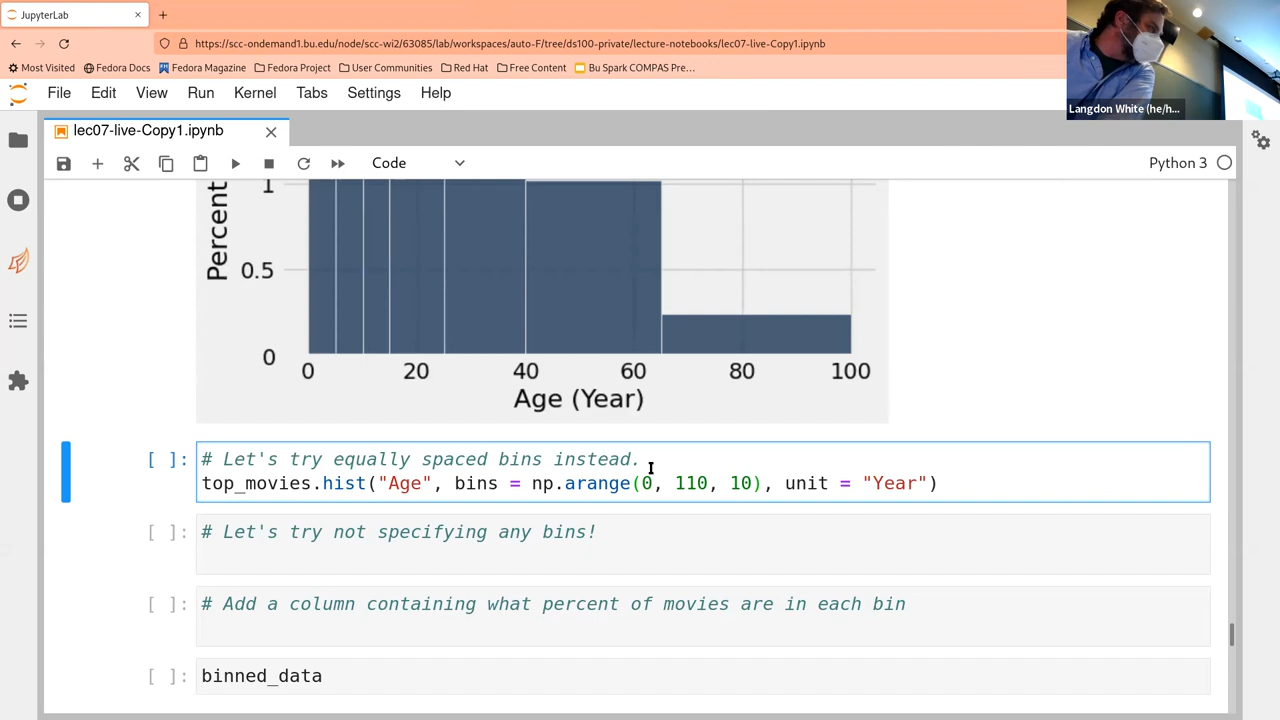 JupyterLab
https://scc-ondemand1.bu.edu/node/scc-wi2/63085/lab/workspaces/auto-F/tree/ds100-private/lecture-notebooks/lec07-live-Copy1.ipynb
Most Visited Fedora Docs Fedora Magazine Fedora Project User Communities Red Hat Free Content Bu Spark COMPAS Pre...
Langdon White (he/h...
File Edit View Run Kernel Tabs Settings Help
lec07-live-Copy1.ipynb
Code Python 3
Percent
1
0.5
0
0 20 40 60 80 100
Age (Year)
[ ]: # Let's try equally spaced bins instead.
top_movies.hist("Age", bins = np.arange(0, 110, 10), unit = "Year")
[ ]: # Let's try not specifying any bins!
[ ]: # Add a column containing what percent of movies are in each bin
[ ]: binned_data